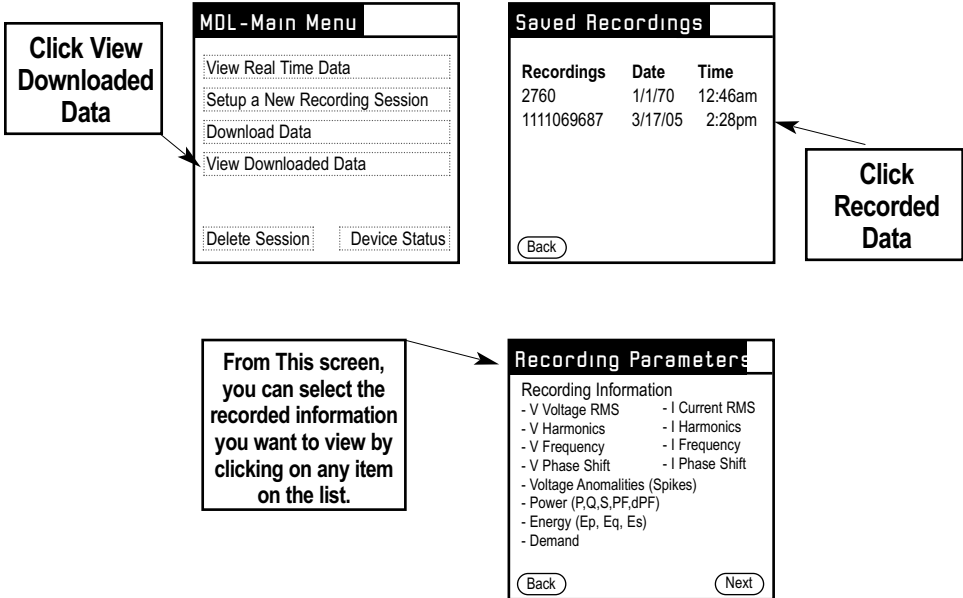 Click View
Downloaded
Data
MDL-Main Menu
View Real Time Data
Setup a New Recording Session
Download Data
View Downloaded Data
Delete Session
Device Status
Saved Recordings
Recordings Date Time
2760 1/1/70 12:46am
1111069687 3/17/05 2:28pm
Back
Click
Recorded
Data
From This screen,
you can select the
recorded information
you want to view by
clicking on any item
on the list.
Recording Parameters
Recording Information
- V Voltage RMS - I Current RMS
- V Harmonics - I Harmonics
- V Frequency - I Frequency
- V Phase Shift - I Phase Shift
- Voltage Anomalities (Spikes)
- Power (P,Q,S,PF,dPF)
- Energy (Ep, Eq, Es)
- Demand
Back
Next